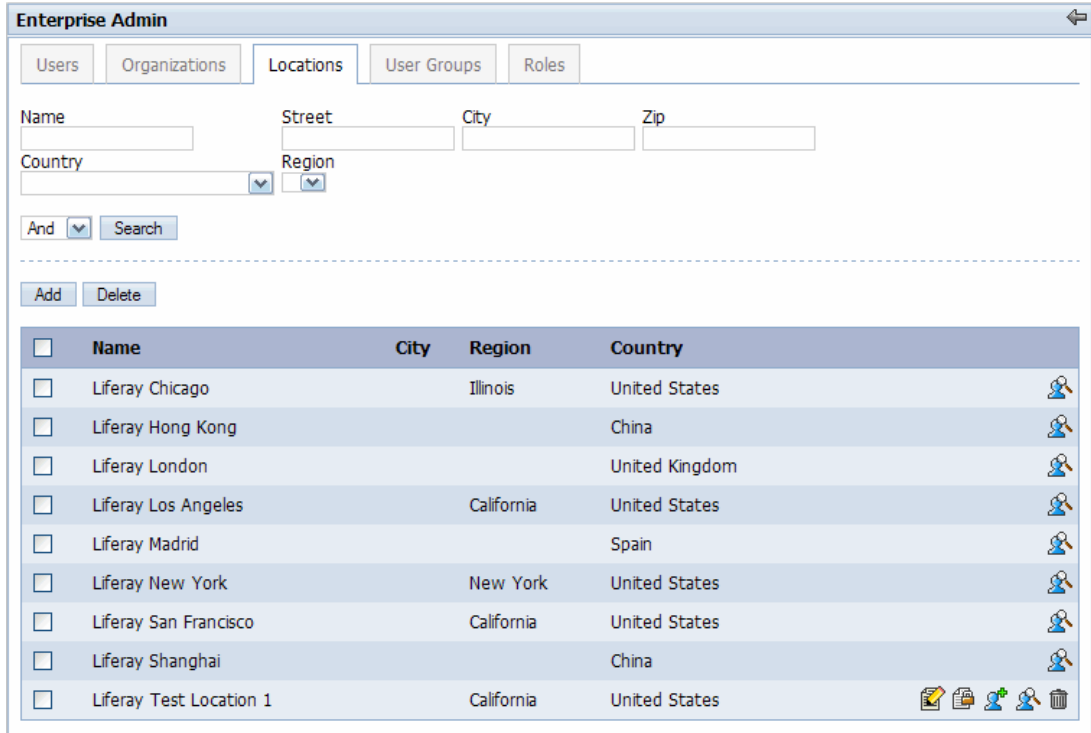 Enterprise Admin
Users Organizations Locations User Groups Roles
Name Street City Zip
Country Region
And Search
Add Delete
Name City Region Country
Liferay Chicago Illinois United States
Liferay Hong Kong China
Liferay London United Kingdom
Liferay Los Angeles California United States
Liferay Madrid Spain
Liferay New York New York United States
Liferay San Francisco California United States
Liferay Shanghai China
Liferay Test Location 1 California United States